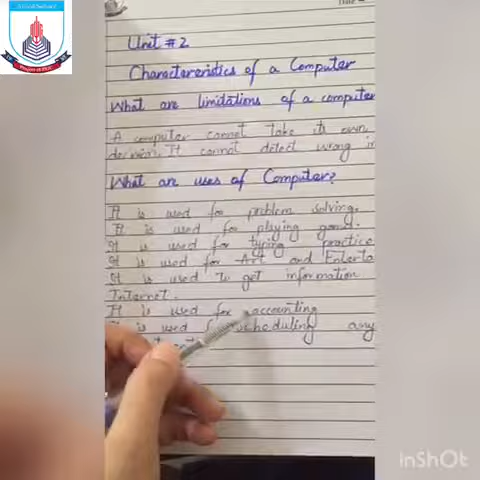 Unit # 2
Characteristics of a Computer
What are limitations of a computer
A computer cannot take its own
decision. It cannot detect wrong in
What are uses of Computer?
It is used for problem solving.
It is used for playing
It is used for typing practice
It is used for Art and Enterta
It is used to get information
Internet.
It is used for accounting
is used scheduling any
InShOt